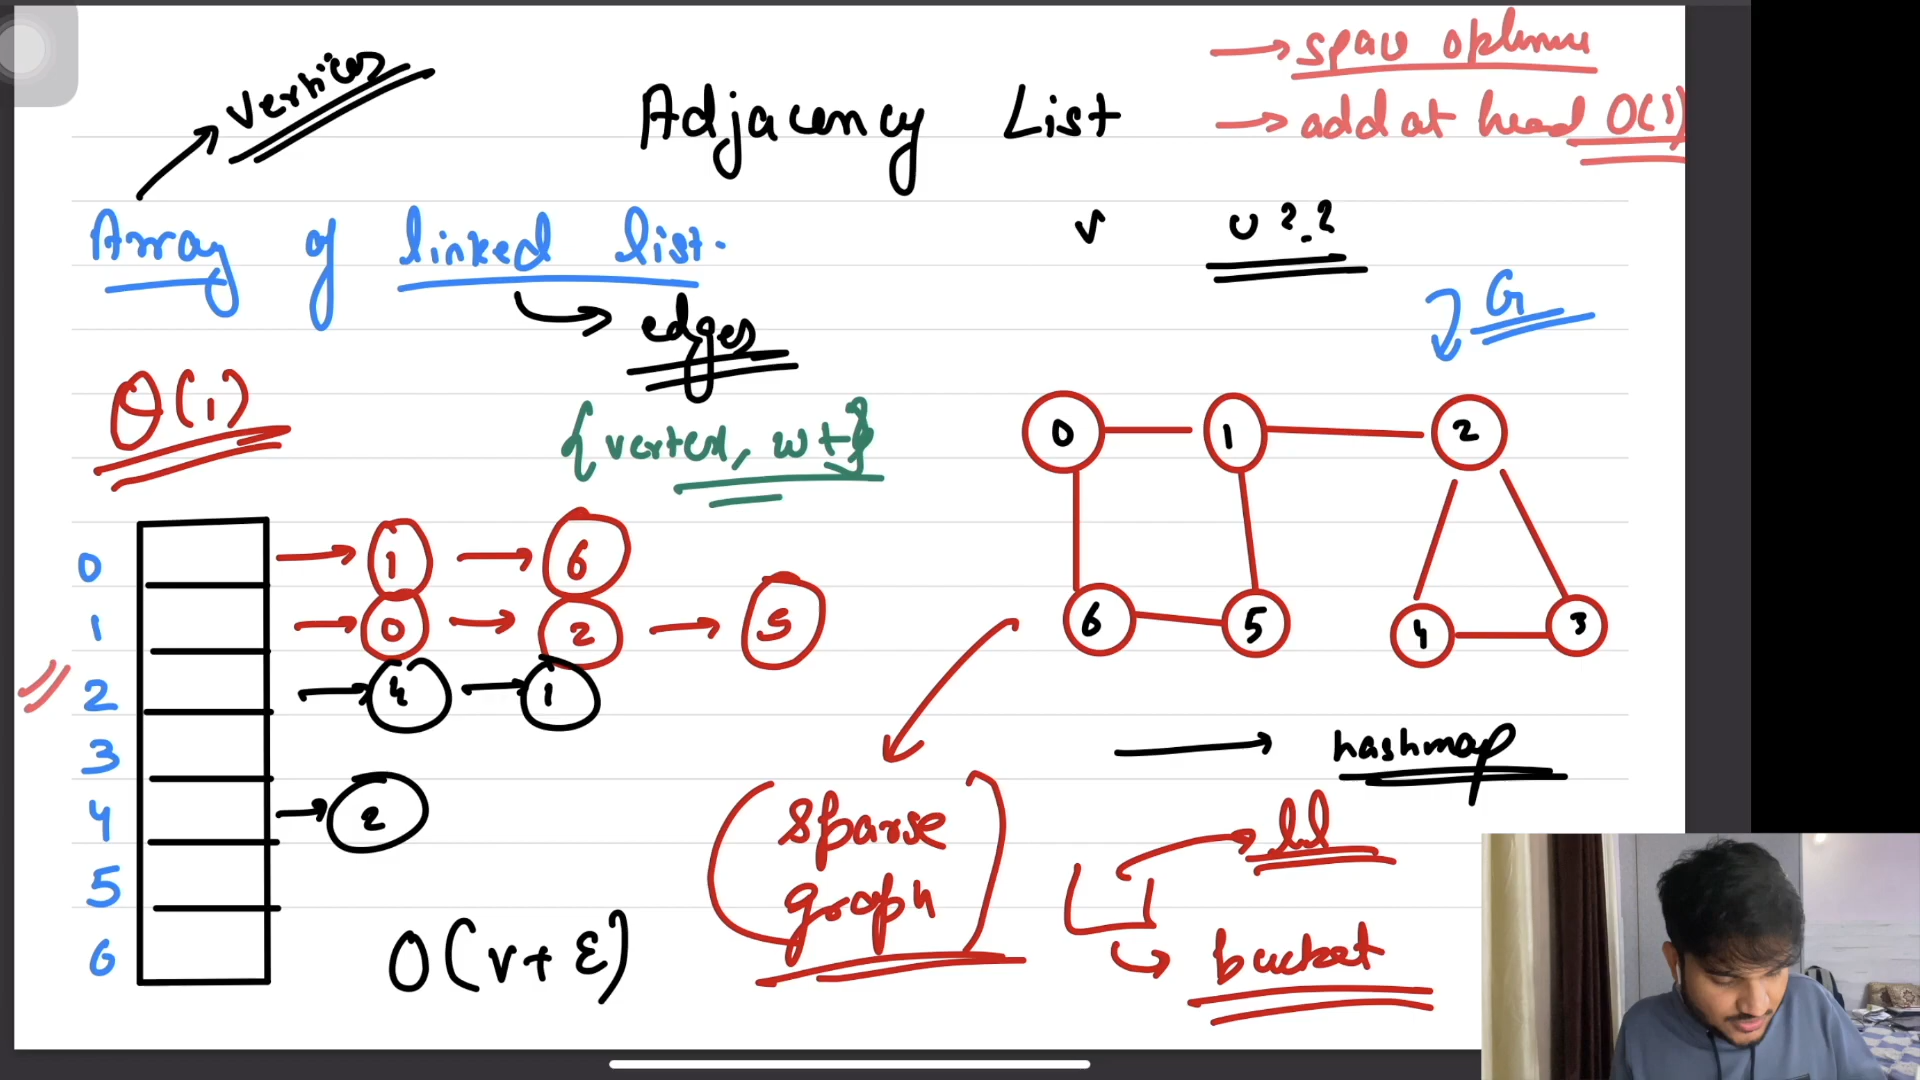 → space optimise
→ add at head O(1)
vertices
Adjacency List
Array of linked list.
v u ?.?
edges
G
θ(1)
{vertex, wt}
0 1 2
6 5 4 3
0 → 1 → 6
1 → 0 → 2 → 5
2 → 4 → 1
3
4 → 2
5
6
→ hashmap
(sparse
graph)
ll
bucket
O(v+E)